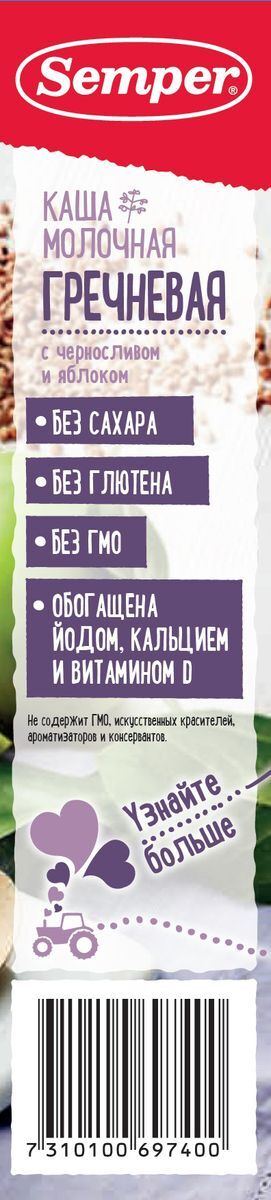 Semper®
КАША
МОЛОЧНАЯ
ГРЕЧНЕВАЯ
с черносливом
и яблоком
• БЕЗ САХАРА
• БЕЗ ГЛЮТЕНА
• БЕЗ ГМО
• ОБОГАЩЕНА
ЙОДОМ, КАЛЬЦИЕМ
И ВИТАМИНОМ D
Не содержит ГМО, искусственных красителей,
ароматизаторов и консервантов.
Узнайте
больше
7 310100 697400